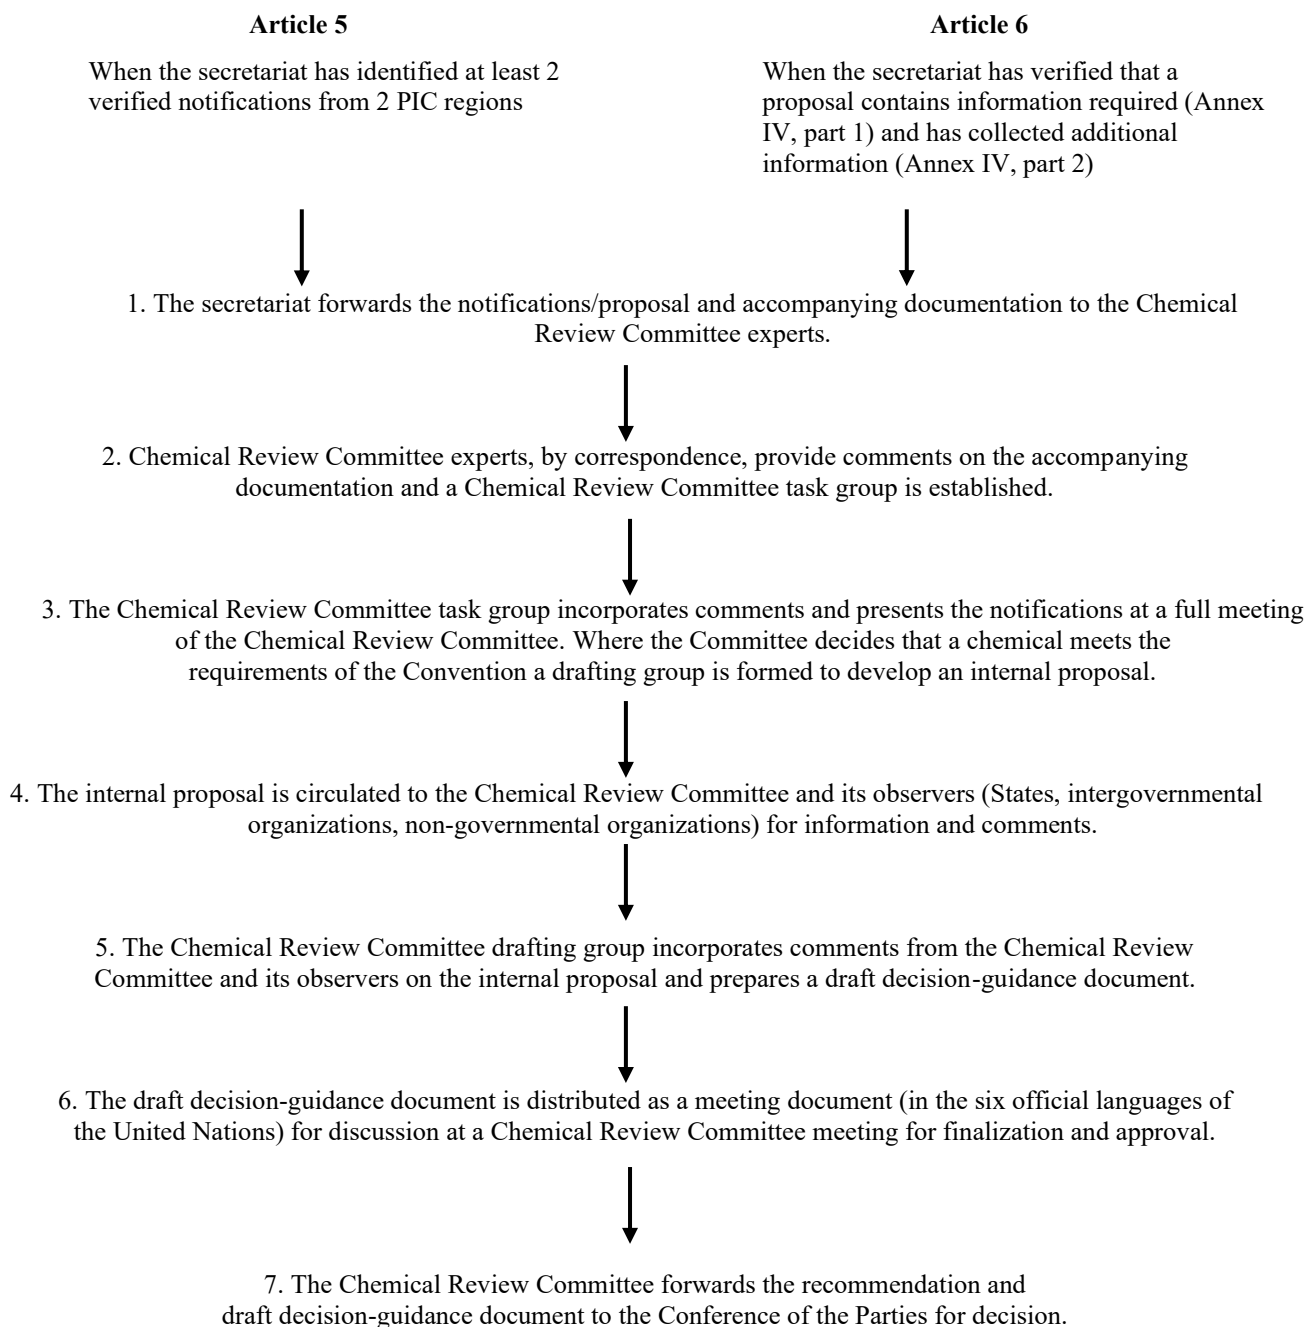 Article 5
When the secretariat has identified at least 2
verified notifications from 2 PIC regions
Article 6
When the secretariat has verified that a
proposal contains information required (Annex
IV, part 1) and has collected additional
information (Annex IV, part 2)
1. The secretariat forwards the notifications/proposal and accompanying documentation to the Chemical
Review Committee experts.
2. Chemical Review Committee experts, by correspondence, provide comments on the accompanying
documentation and a Chemical Review Committee task group is established.
3. The Chemical Review Committee task group incorporates comments and presents the notifications at a full meeting
of the Chemical Review Committee. Where the Committee decides that a chemical meets the
requirements of the Convention a drafting group is formed to develop an internal proposal.
4. The internal proposal is circulated to the Chemical Review Committee and its observers (States, intergovernmental
organizations, non-governmental organizations) for information and comments.
5. The Chemical Review Committee drafting group incorporates comments from the Chemical Review
Committee and its observers on the internal proposal and prepares a draft decision-guidance document.
6. The draft decision-guidance document is distributed as a meeting document (in the six official languages of
the United Nations) for discussion at a Chemical Review Committee meeting for finalization and approval.
7. The Chemical Review Committee forwards the recommendation and
draft decision-guidance document to the Conference of the Parties for decision.